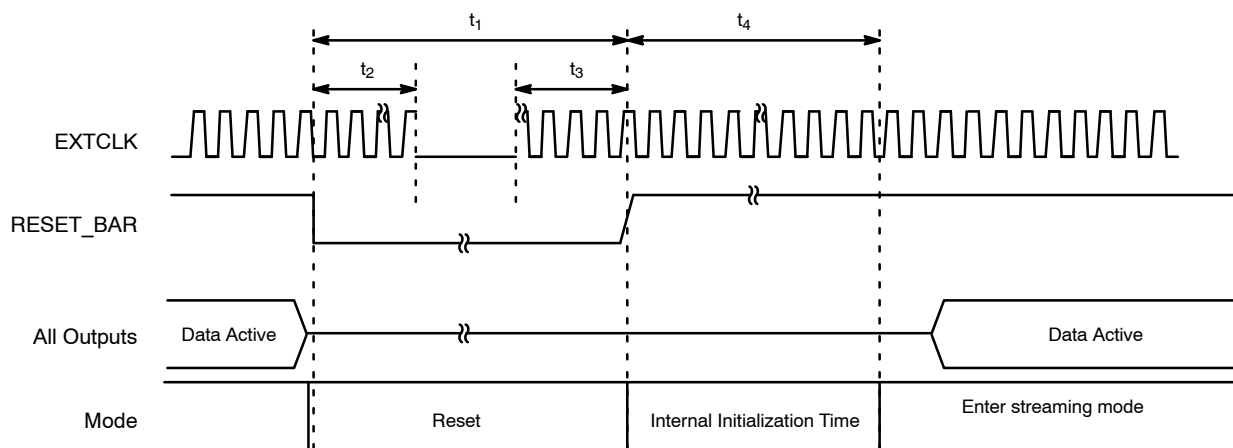 t1
t4
t2
t3
EXTCLK
RESET_BAR
All Outputs
Data Active
Data Active
Mode
Reset
Internal Initialization Time
Enter streaming mode